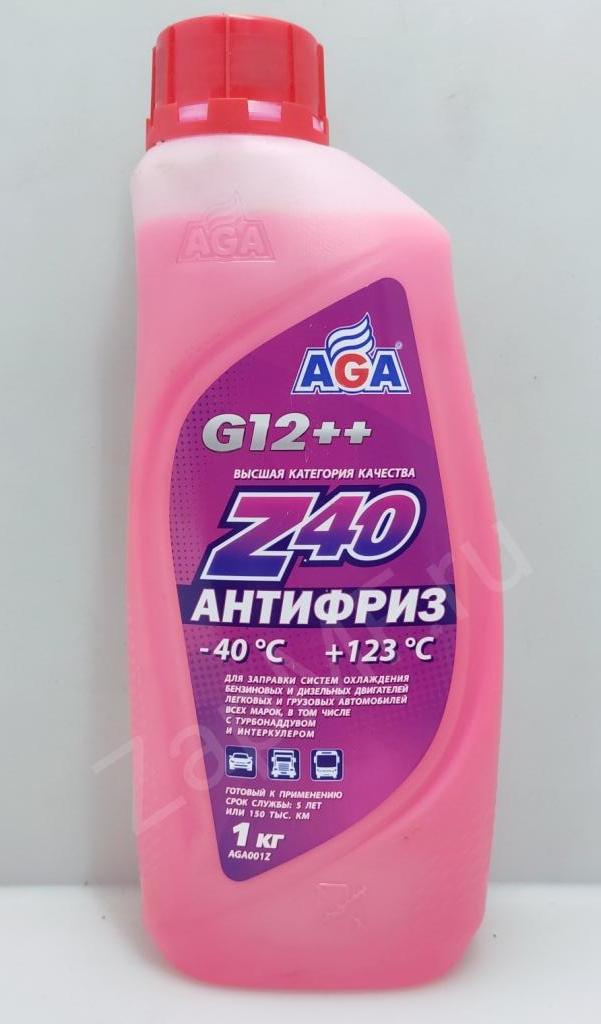 AGA
AGA
®
G12++
ВЫСШАЯ КАТЕГОРИЯ КАЧЕСТВА
Z40
АНТИФРИЗ
-40 °C +123 °C
ДЛЯ ЗАПРАВКИ СИСТЕМ ОХЛАЖДЕНИЯ
БЕНЗИНОВЫХ И ДИЗЕЛЬНЫХ ДВИГАТЕЛЕЙ
ЛЕГКОВЫХ И ГРУЗОВЫХ АВТОМОБИЛЕЙ
ВСЕХ МАРОК, В ТОМ ЧИСЛЕ
С ТУРБОНАДДУВОМ
И ИНТЕРКУЛЕРОМ
ГОТОВЫЙ К ПРИМЕНЕНИЮ
СРОК СЛУЖБЫ: 5 ЛЕТ
ИЛИ 150 ТЫС. КМ
1 КГ
AGA001Z